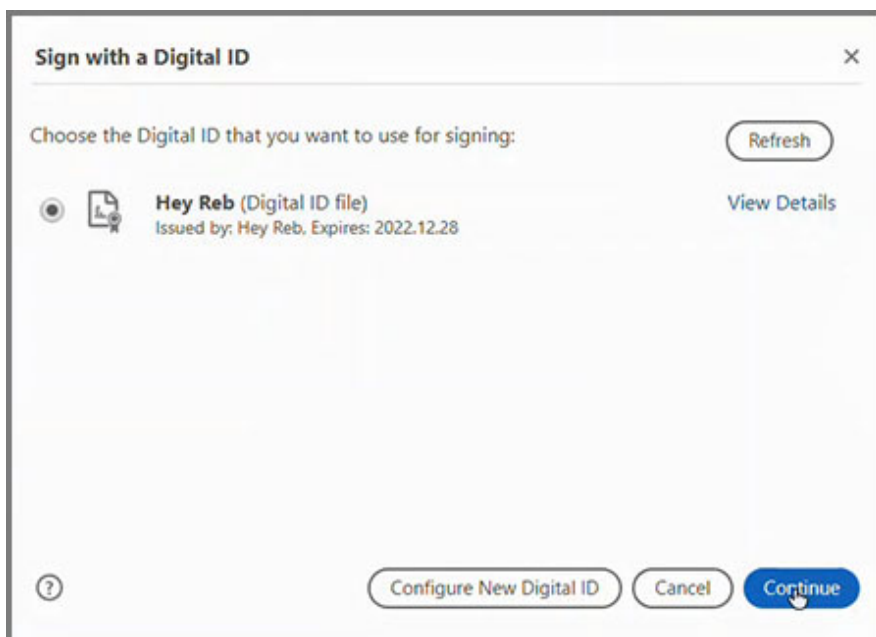 Sign with a Digital ID
Choose the Digital ID that you want to use for signing:
Refresh
Hey Reb (Digital ID file)
View Details
Issued by: Hey Reb, Expires: 2022.12.28
?
Configure New Digital ID
Cancel
Continue